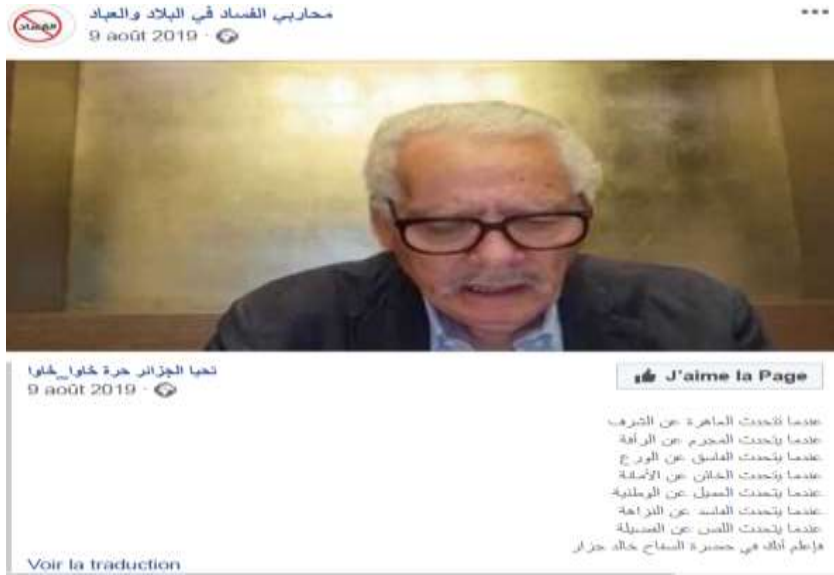 محاربي الفساد في البلاد والعباد
9 août 2019
الفساد
تحيا الجزائر حرة خاوا_خاوا
9 août 2019
J'aime la Page
عندما تتحدث العاهرة عن الشرف
عندما يتحدث المجرم عن الرأفة
عندما يتحدث الفاسق عن الورع
عندما يتحدث الخائن عن الأمانة
عندما يتحدث العميل عن الوطنية
عندما يتحدث الفاسد عن النزاهة
عندما يتحدث اللص عن الفضيلة
فإعلم أنك في حضرة السفاح خالد نزار
Voir la traduction